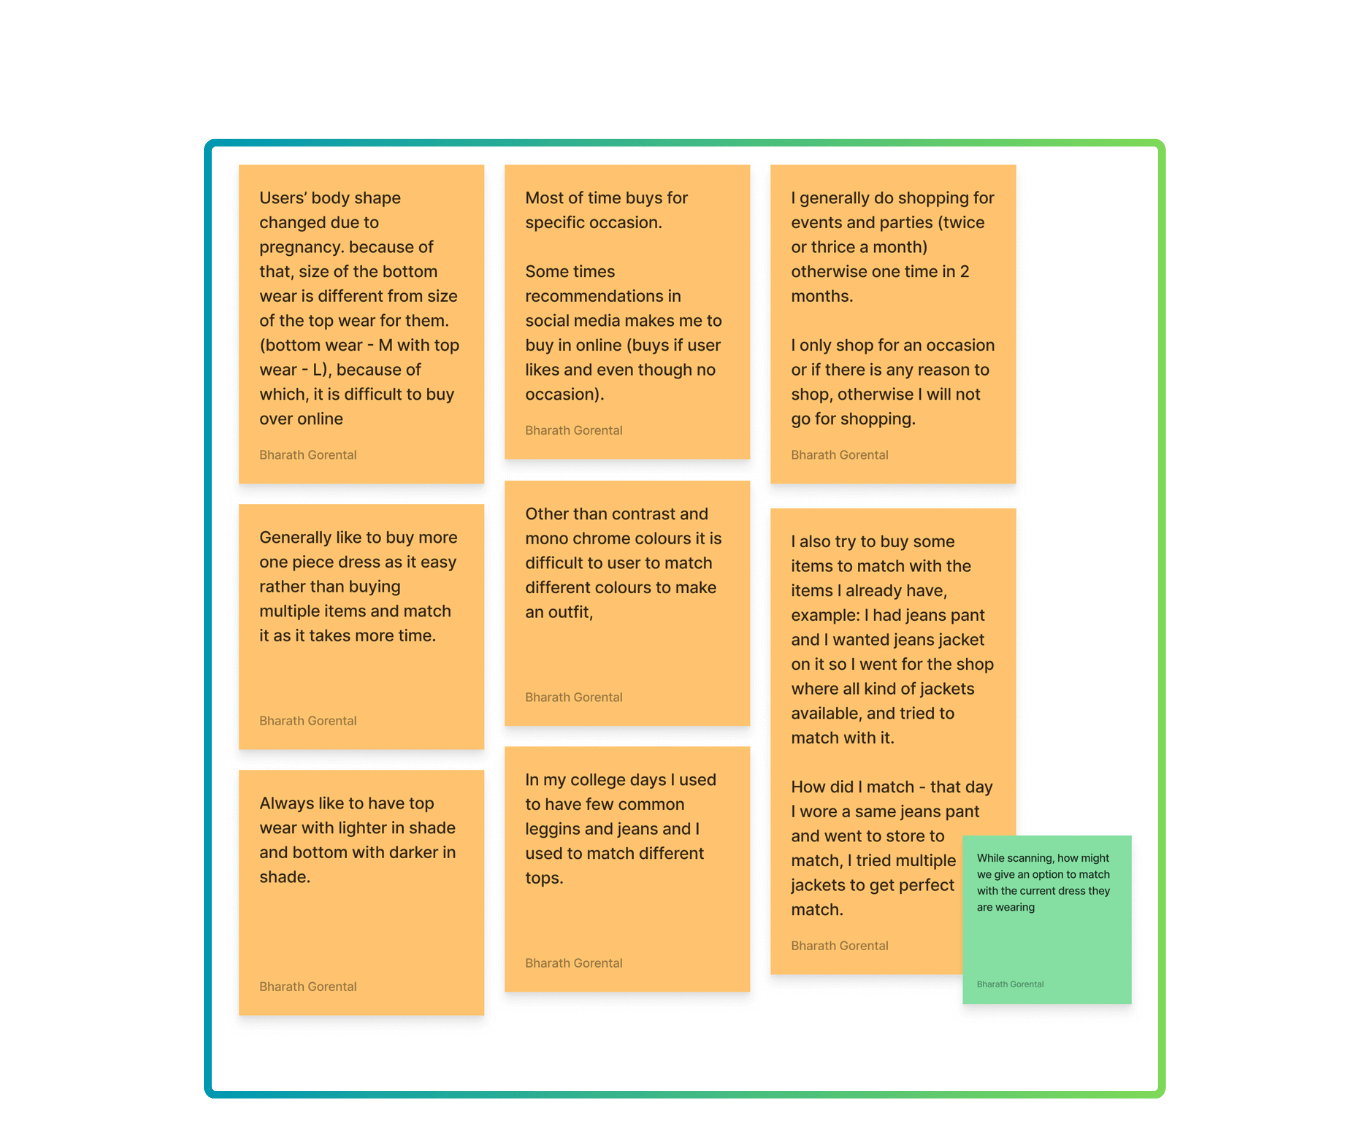 Users’ body shape
changed due to
pregnancy. because of
that, size of the bottom
wear is different from size
of the top wear for them.
(bottom wear - M with top
wear - L), because of
which, it is difficult to buy
over online
Bharath Gorental
Generally like to buy more
one piece dress as it easy
rather than buying
multiple items and match
it as it takes more time.
Bharath Gorental
Always like to have top
wear with lighter in shade
and bottom with darker in
shade.
Bharath Gorental
Most of time buys for
specific occasion.
Some times
recommendations in
social media makes me to
buy in online (buys if user
likes and even though no
occasion).
Bharath Gorental
Other than contrast and
mono chrome colours it is
difficult to user to match
different colours to make
an outfit,
Bharath Gorental
In my college days I used
to have few common
leggins and jeans and I
used to match different
tops.
Bharath Gorental
I generally do shopping for
events and parties (twice
or thrice a month)
otherwise one time in 2
months.
I only shop for an occasion
or if there is any reason to
shop, otherwise I will not
go for shopping.
Bharath Gorental
I also try to buy some
items to match with the
items I already have,
example: I had jeans pant
and I wanted jeans jacket
on it so I went for the shop
where all kind of jackets
available, and tried to
match with it.
How did I match - that day
I wore a same jeans pant
and went to store to
match, I tried multiple
jackets to get perfect
match.
Bharath Gorental
While scanning, how might
we give an option to match
with the current dress they
are wearing
Bharath Gorental